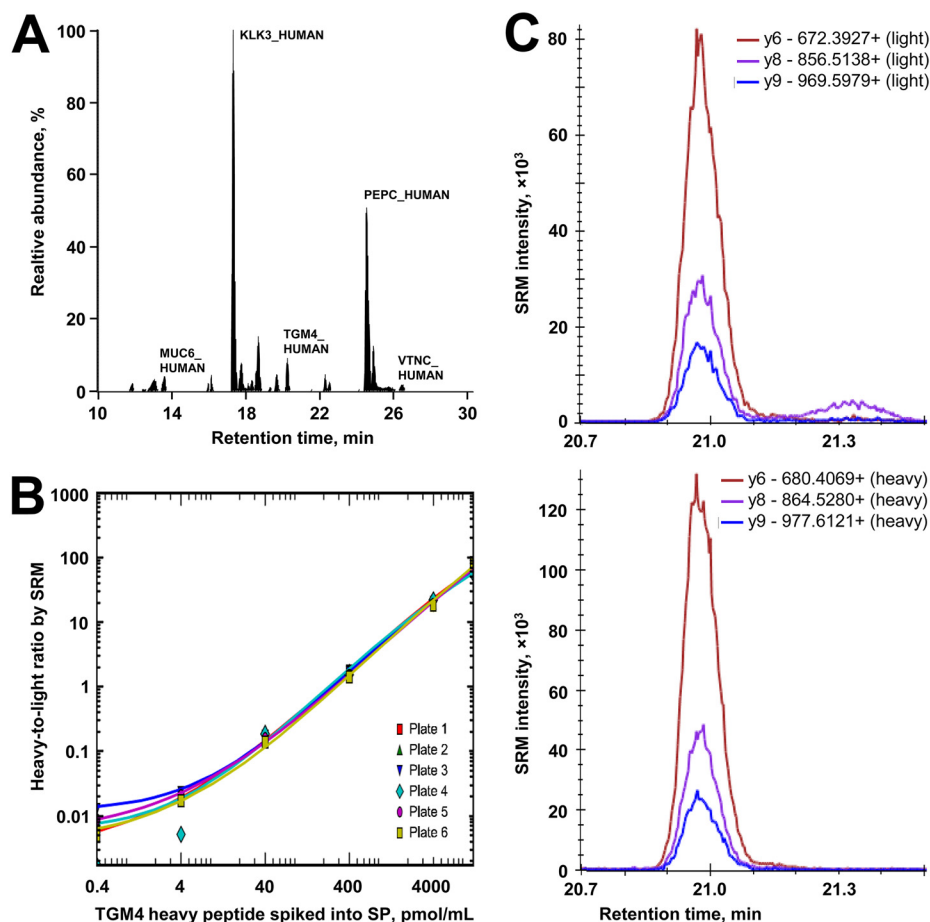 A
100
80
60
40
20
0
Realtive abundance, %
KLK3_HUMAN
PEPC_HUMAN
MUC6_
HUMAN
TGM4_
HUMAN
VTNC_
HUMAN
10 14 18 22 26 30
Retention time, min
B
1000
100
10
1
0.1
0.01
Heavy-to-light ratio by SRM
Plate 1
Plate 2
Plate 3
Plate 4
Plate 5
Plate 6
0.4 4 40 400 4000
TGM4 heavy peptide spiked into SP, pmol/mL
C
80
60
40
20
0
SRM intensity, ×10³
y6 - 672.3927+ (light)
y8 - 856.5138+ (light)
y9 - 969.5979+ (light)
20.7 21.0 21.3
120
100
80
60
40
20
0
SRM intensity, ×10³
y6 - 680.4069+ (heavy)
y8 - 864.5280+ (heavy)
y9 - 977.6121+ (heavy)
20.7 21.0 21.3
Retention time, min